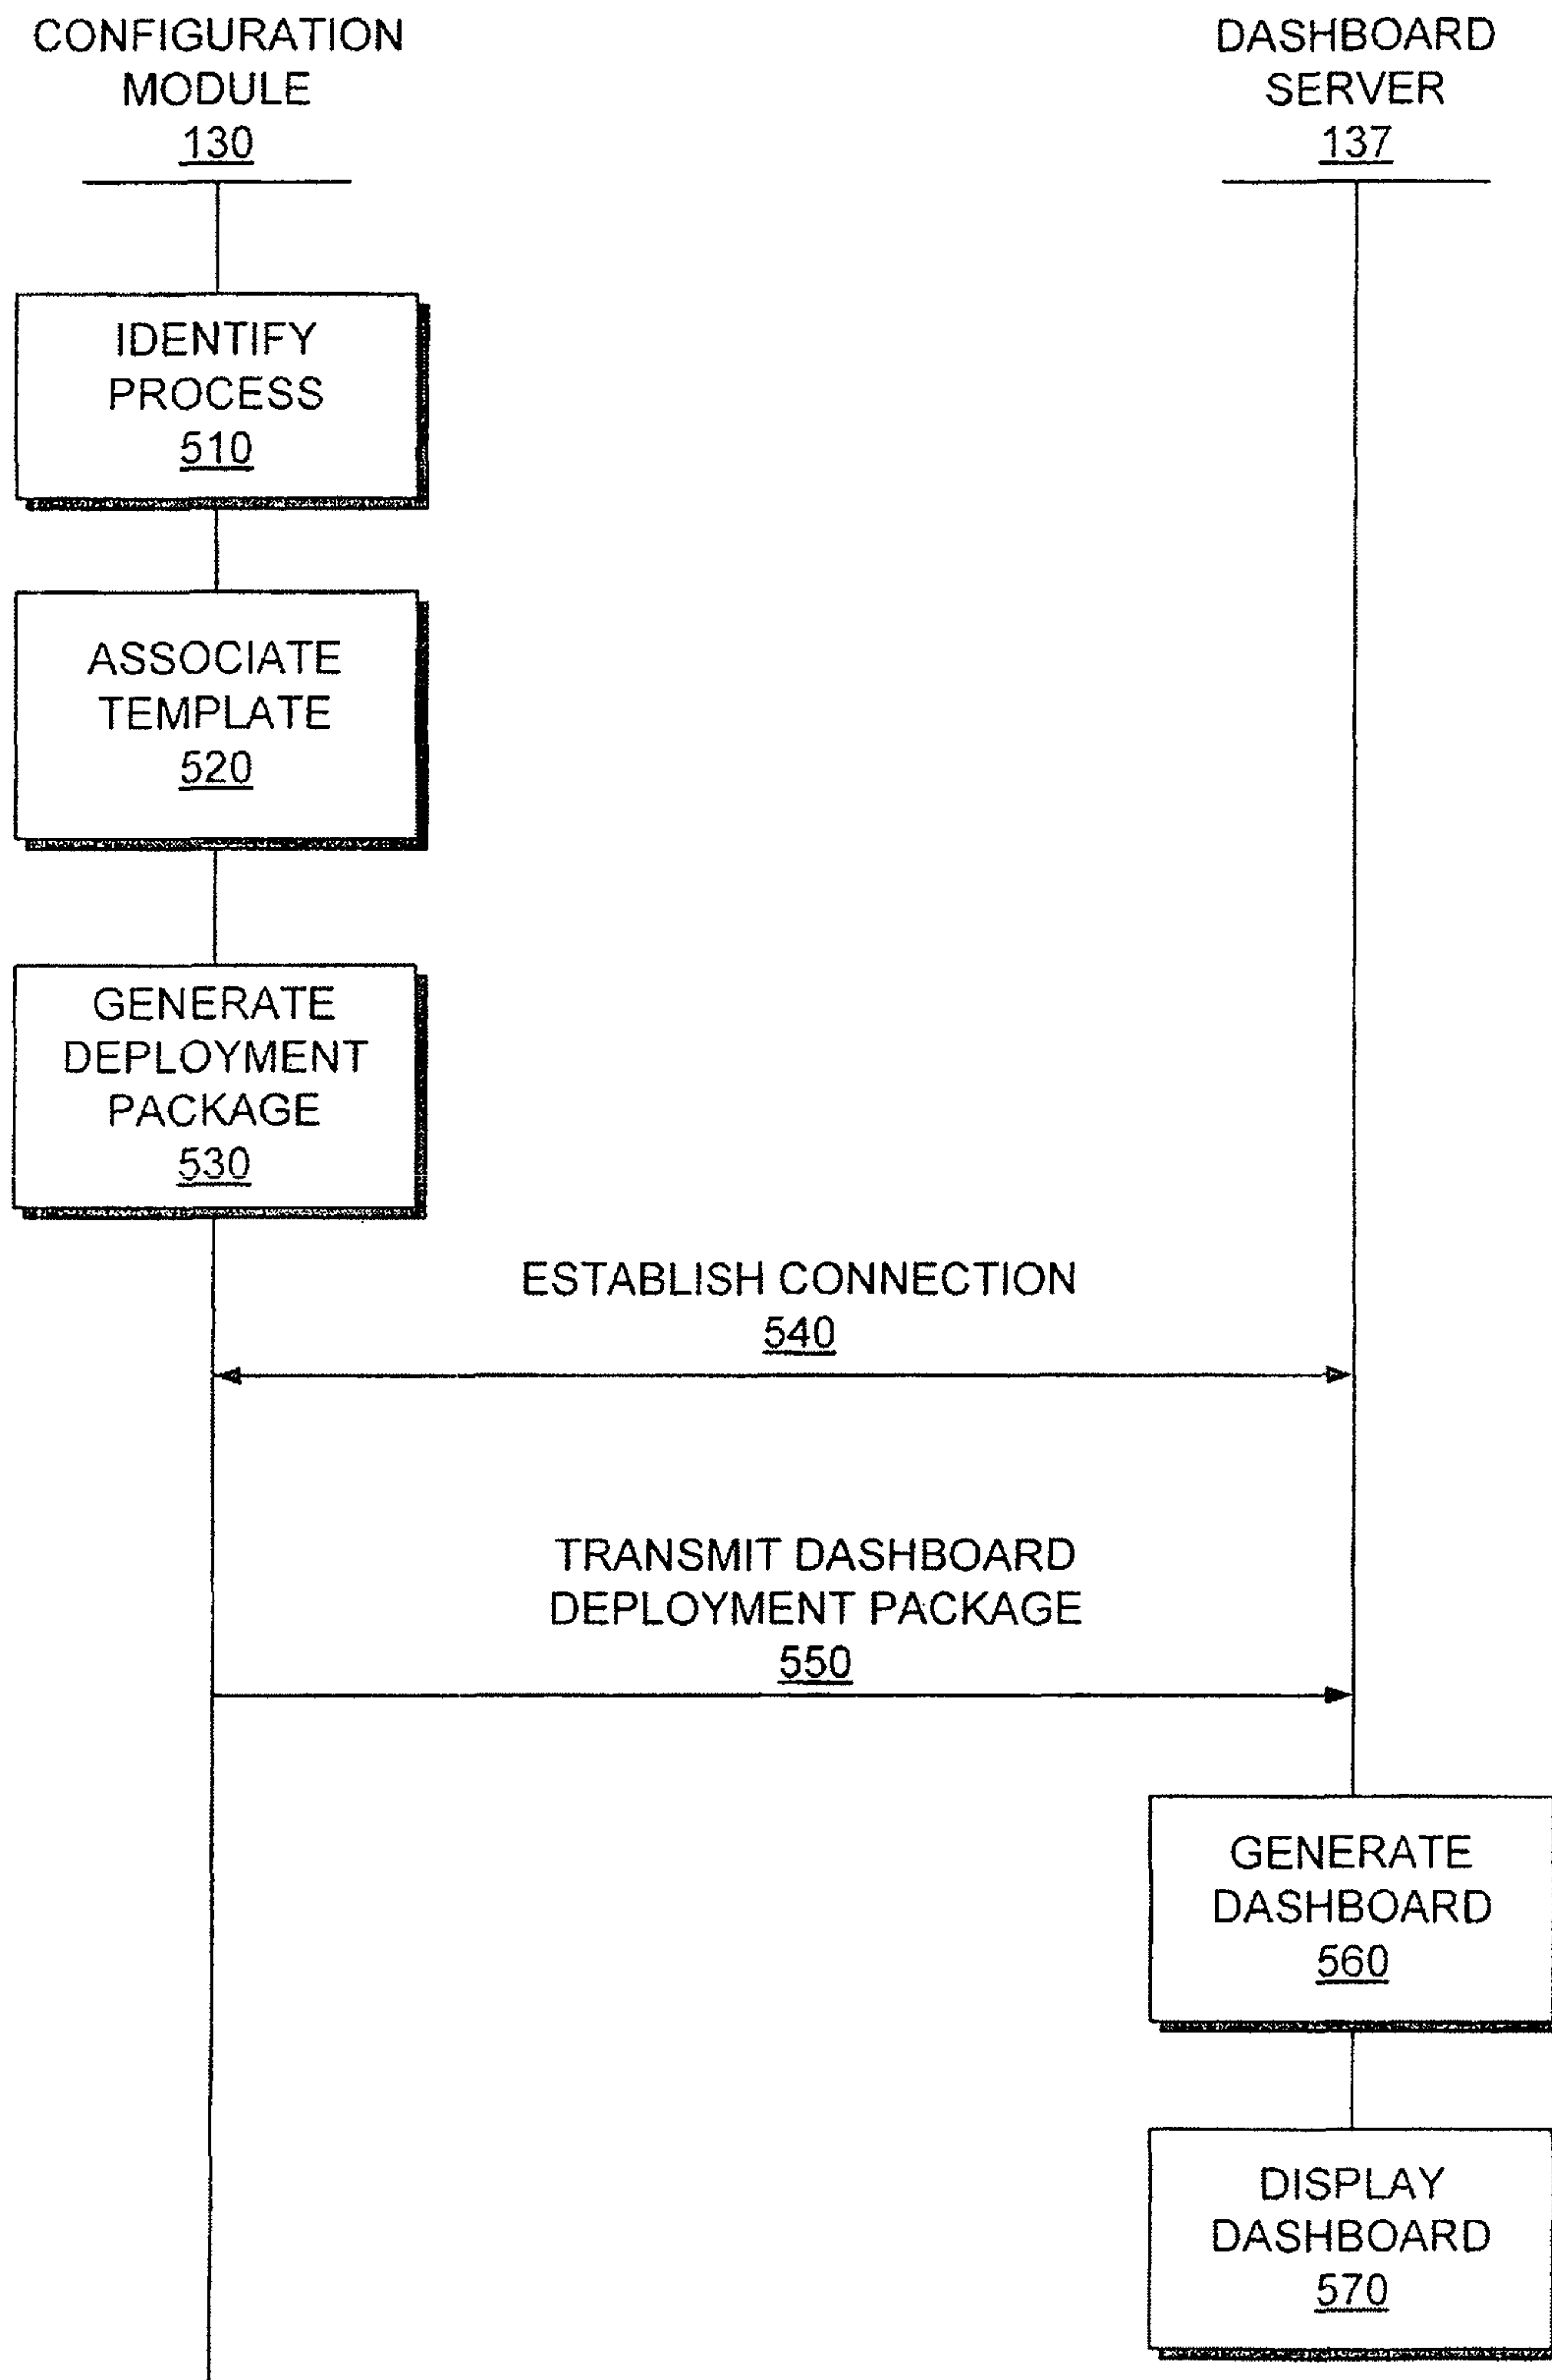 CONFIGURATION
MODULE
130
DASHBOARD
SERVER
137
IDENTIFY
PROCESS
510
ASSOCIATE
TEMPLATE
520
GENERATE
DEPLOYMENT
PACKAGE
530
ESTABLISH CONNECTION
540
TRANSMIT DASHBOARD
DEPLOYMENT PACKAGE
550
GENERATE
DASHBOARD
560
DISPLAY
DASHBOARD
570